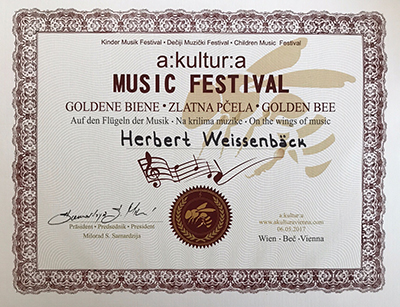 Kinder Musik Festival • Dečiji Muzički Festival • Children Music Festival
a:kultur:a
MUSIC FESTIVAL
GOLDENE BIENE • ZLATNA PČELA • GOLDEN BEE
Auf den Flügeln der Musik - Na krilima muzike - On the wings of music
Herbert Weissenbäck
Präsident • Predsednik • President
Milorad S. Samardzija
a:kultur:a
www.akulturavienna.com
06.05.2017
Wien - Beč - Vienna